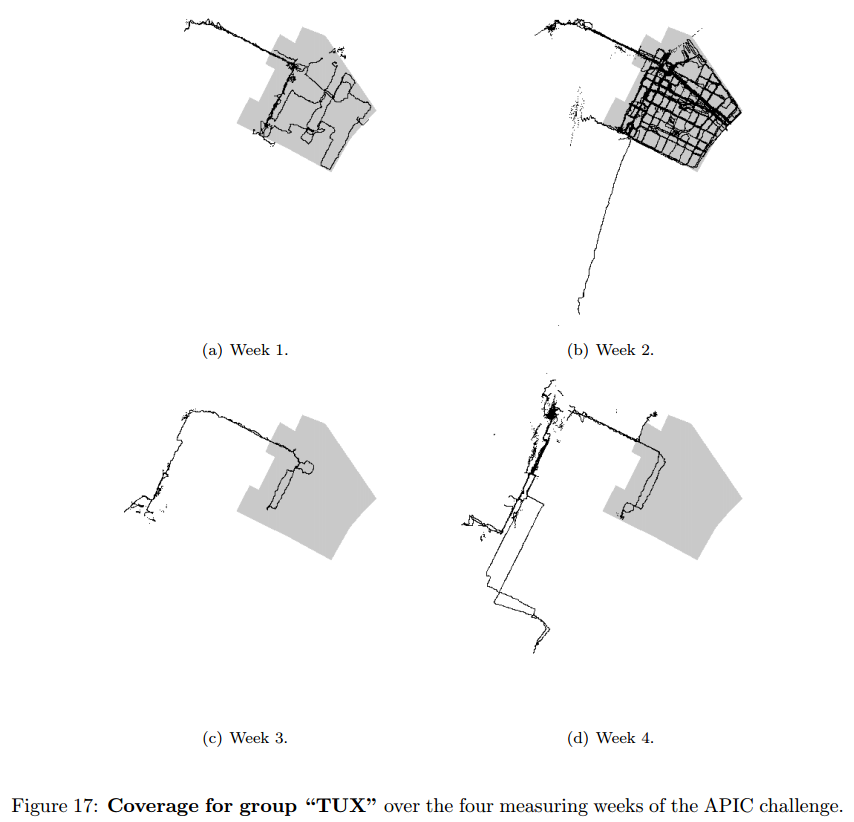 (a) Week 1.
(b) Week 2.
(c) Week 3.
(d) Week 4.
Figure 17: Coverage for group “TUX” over the four measuring weeks of the APIC challenge.